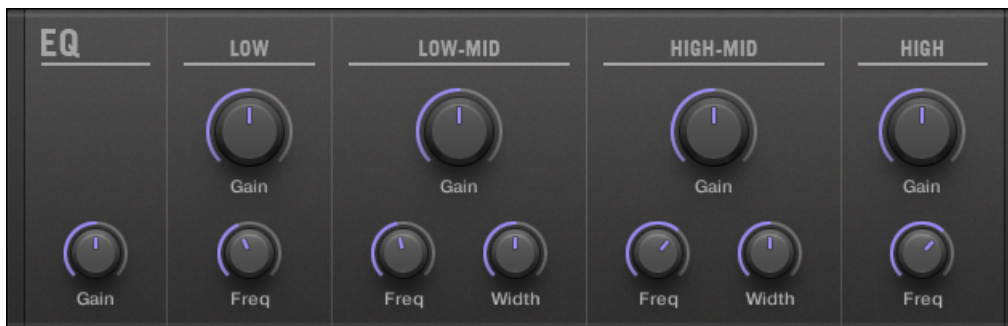 EQ
LOW
LOW-MID
HIGH-MID
HIGH
Gain
Gain
Gain
Gain
Gain
Freq
Freq
Width
Freq
Width
Freq